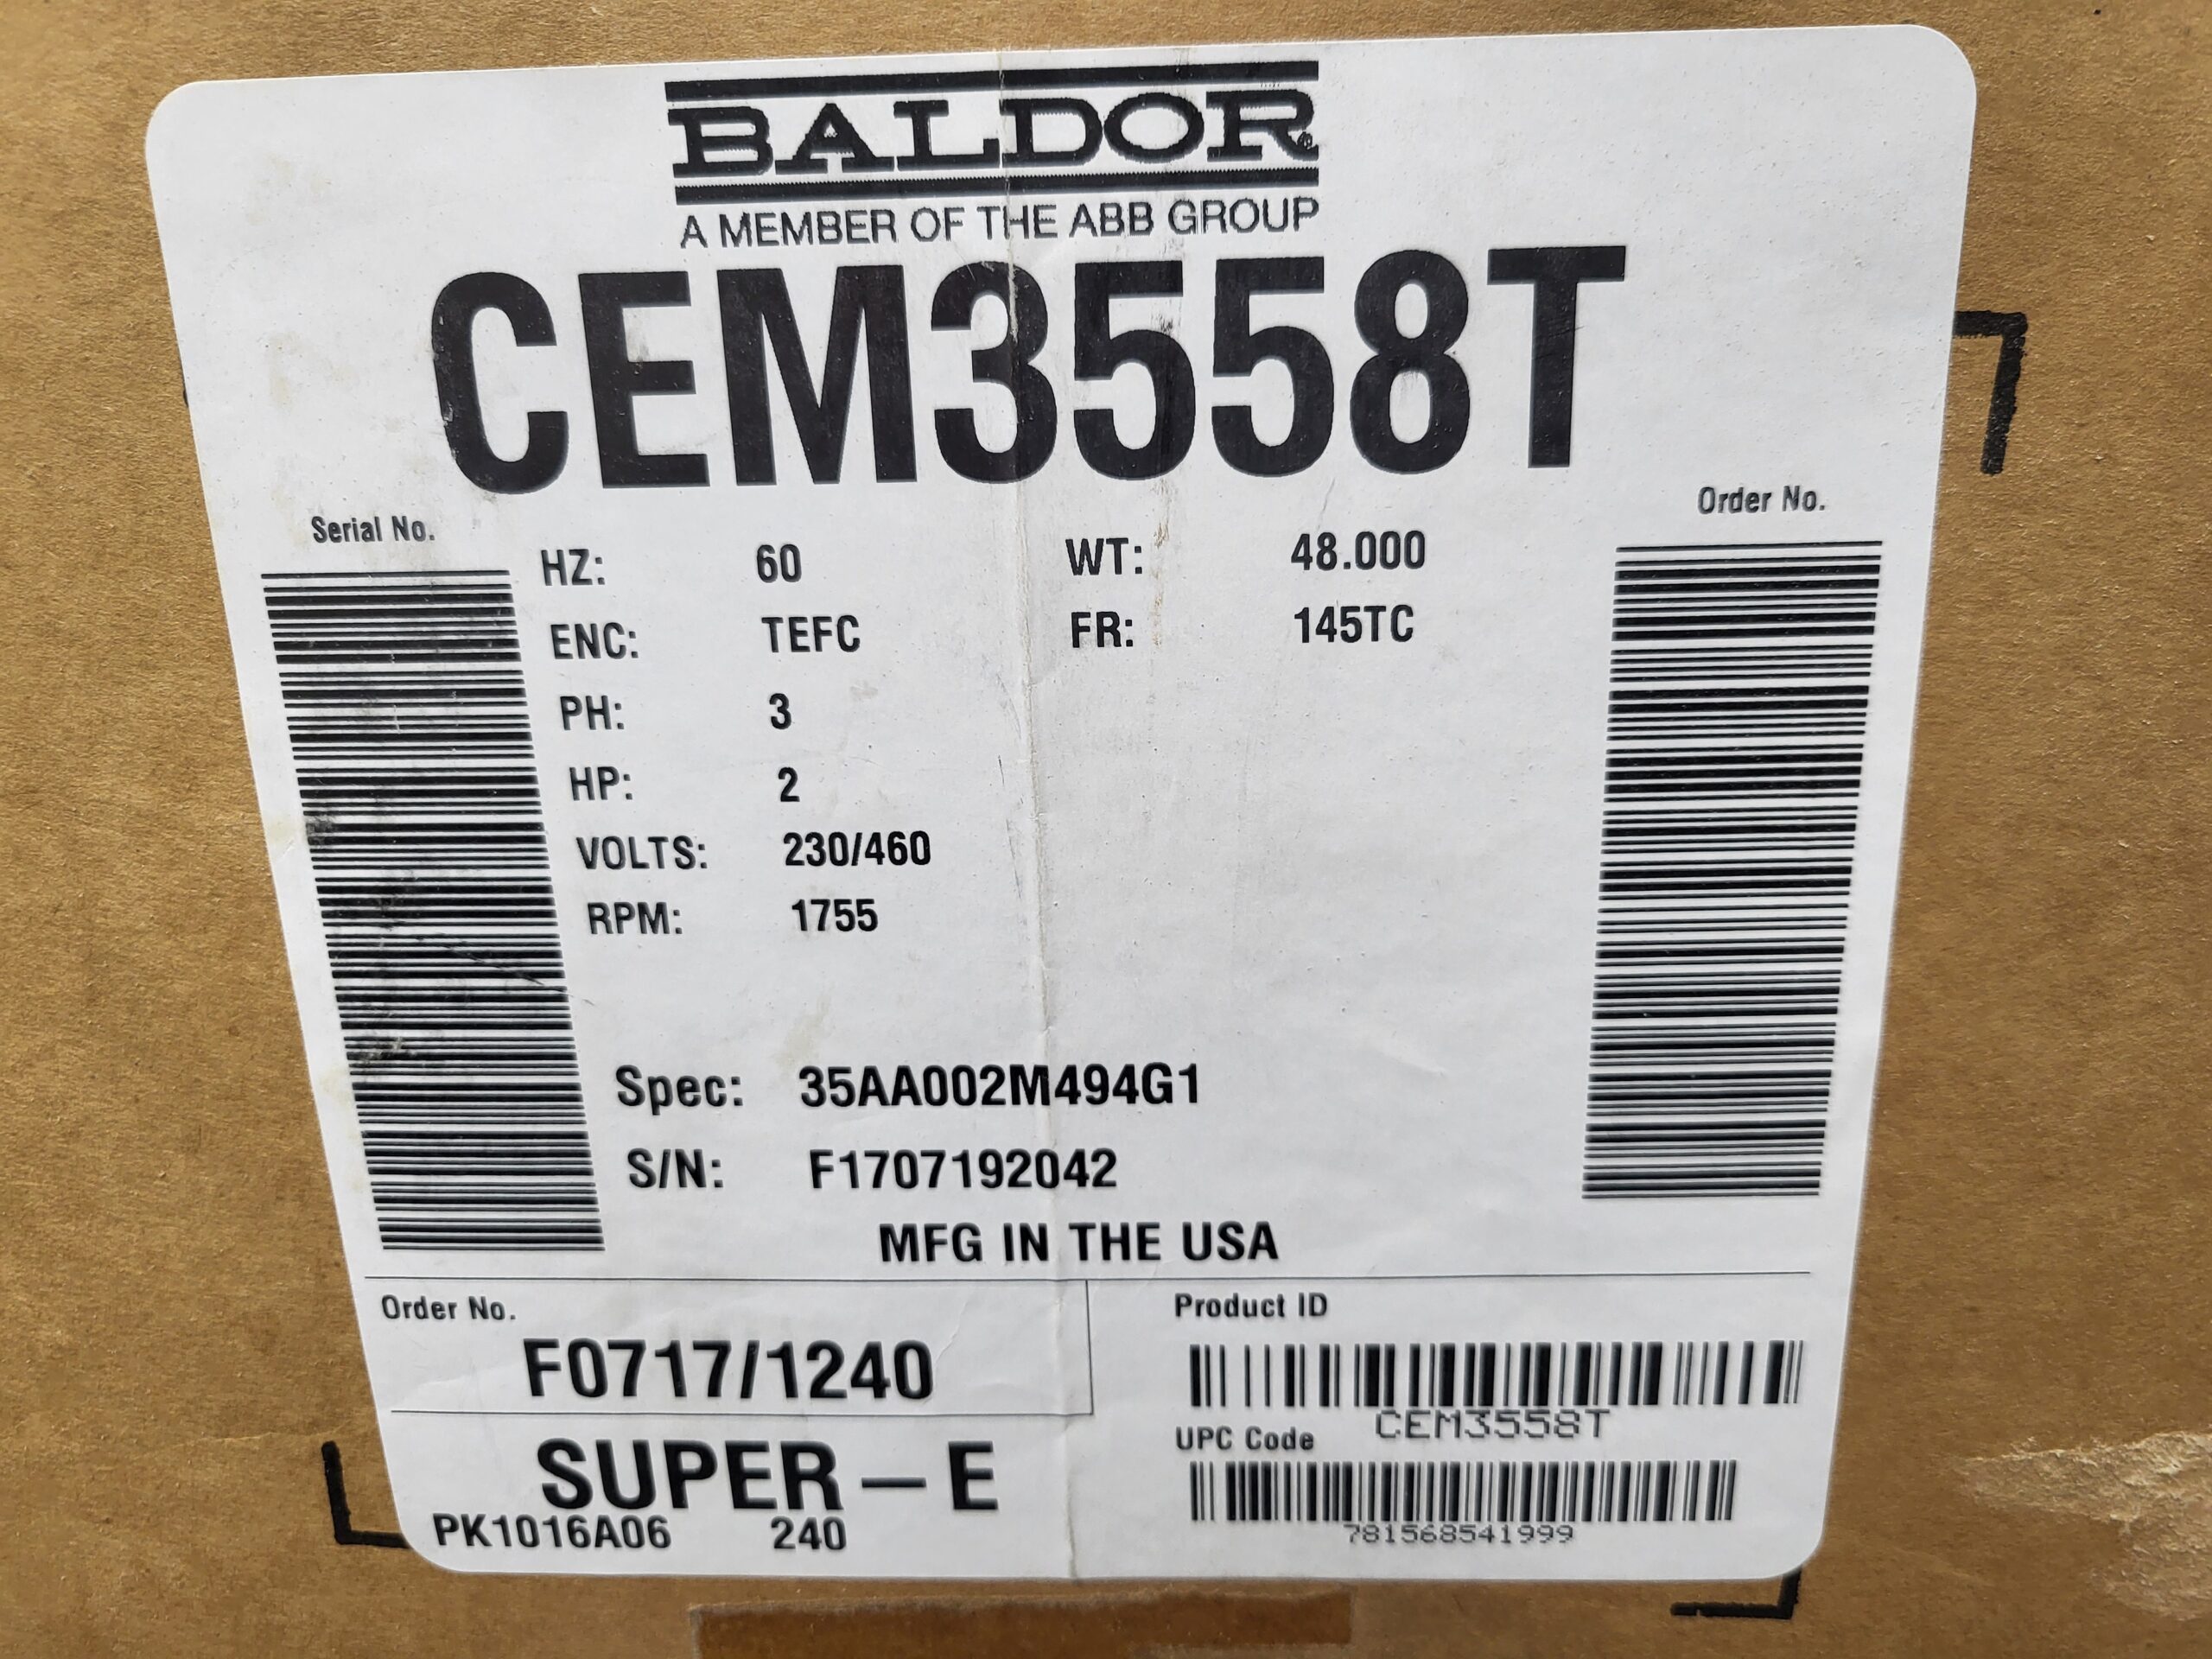 BALDOR
A MEMBER OF THE ABB GROUP
CEM3558T
Serial No.
Order No.
HZ: 60 WT: 48.000
ENC: TEFC FR: 145TC
PH: 3
HP: 2
VOLTS: 230/460
RPM: 1755
Spec: 35AA002M494G1
S/N: F1707192042
MFG IN THE USA
Order No.
F0717/1240
SUPER – E
PK1016A06 240
Product ID
CEM3558T
UPC Code
781568541999